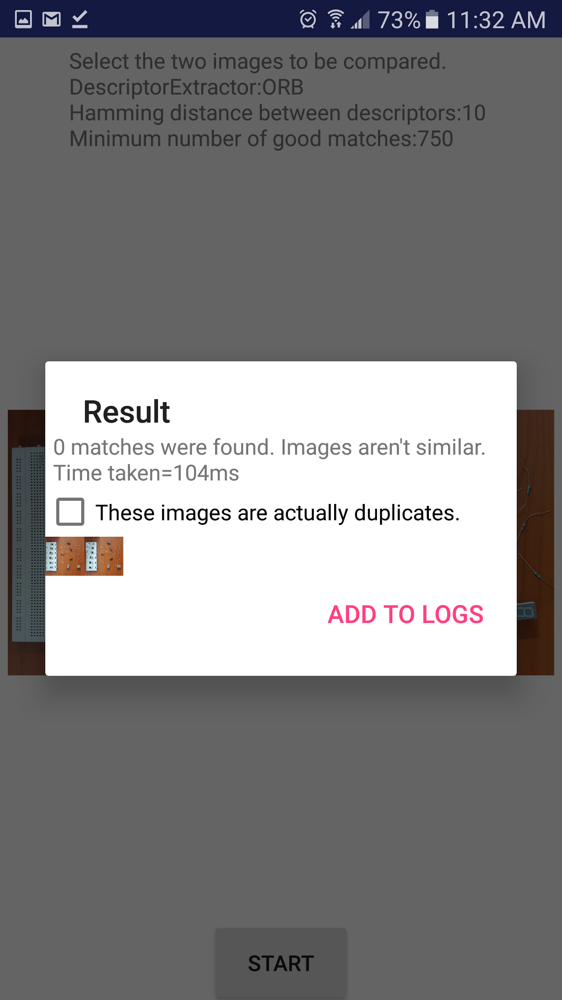 73% 11:32 AM
Select the two images to be compared.
DescriptorExtractor:ORB
Hamming distance between descriptors:10
Minimum number of good matches:750
Result
0 matches were found. Images aren't similar.
Time taken=104ms
These images are actually duplicates.
ADD TO LOGS
START